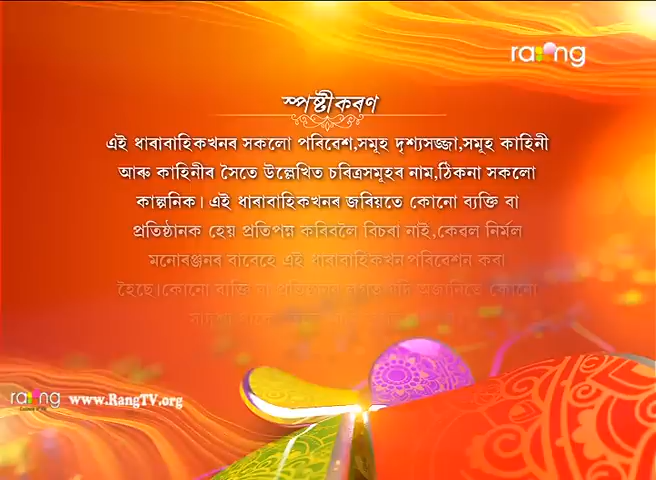 rang
স্পষ্টীকৰণ
এই ধাৰাবাহিকখনৰ সকলো পৰিৱেশ,সমূহ দৃশ্যসজ্জা,সমূহ কাহিনী
আৰু কাহিনীৰ সৈতে উল্লেখিত চৰিত্ৰসমূহৰ নাম,ঠিকনা সকলো
কাল্পনিক। এই ধাৰাবাহিকখনৰ জৰিয়তে কোনো ব্যক্তি বা
প্ৰতিষ্ঠানক হেয় প্ৰতিপন্ন কৰিবলৈ বিচৰা নাই,কেৱল নিৰ্মল
মনোৰঞ্জনৰ বাবেহে এই ধাৰাবাহিকখন পৰিৱেশন কৰা
হৈছে।কোনো ব্যক্তি বা অজানিতে কোনো
rang www.RangTV.org